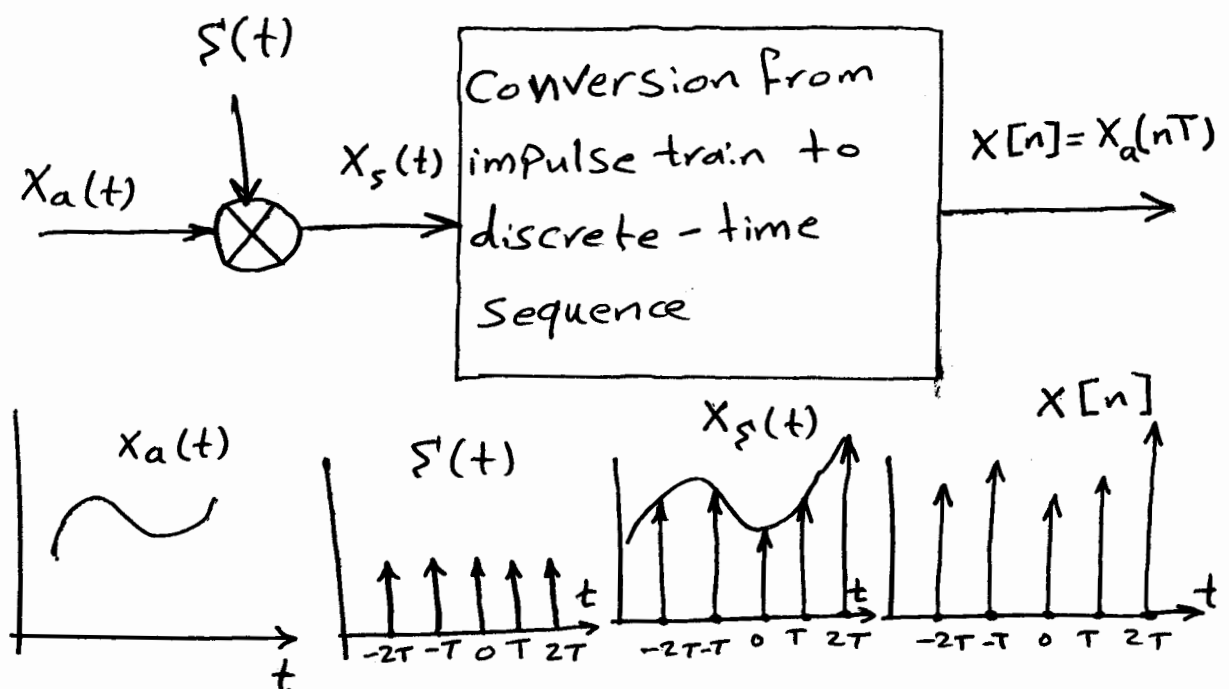 S(t)
Xa(t)
Xs(t)
Conversion from
impulse train to
discrete-time
sequence
X[n]=Xa(nT)
Xa(t)
t
S(t)
t
-2T -T 0 T 2T
Xs(t)
t
-2T -T 0 T 2T
X[n]
t
-2T -T 0 T 2T